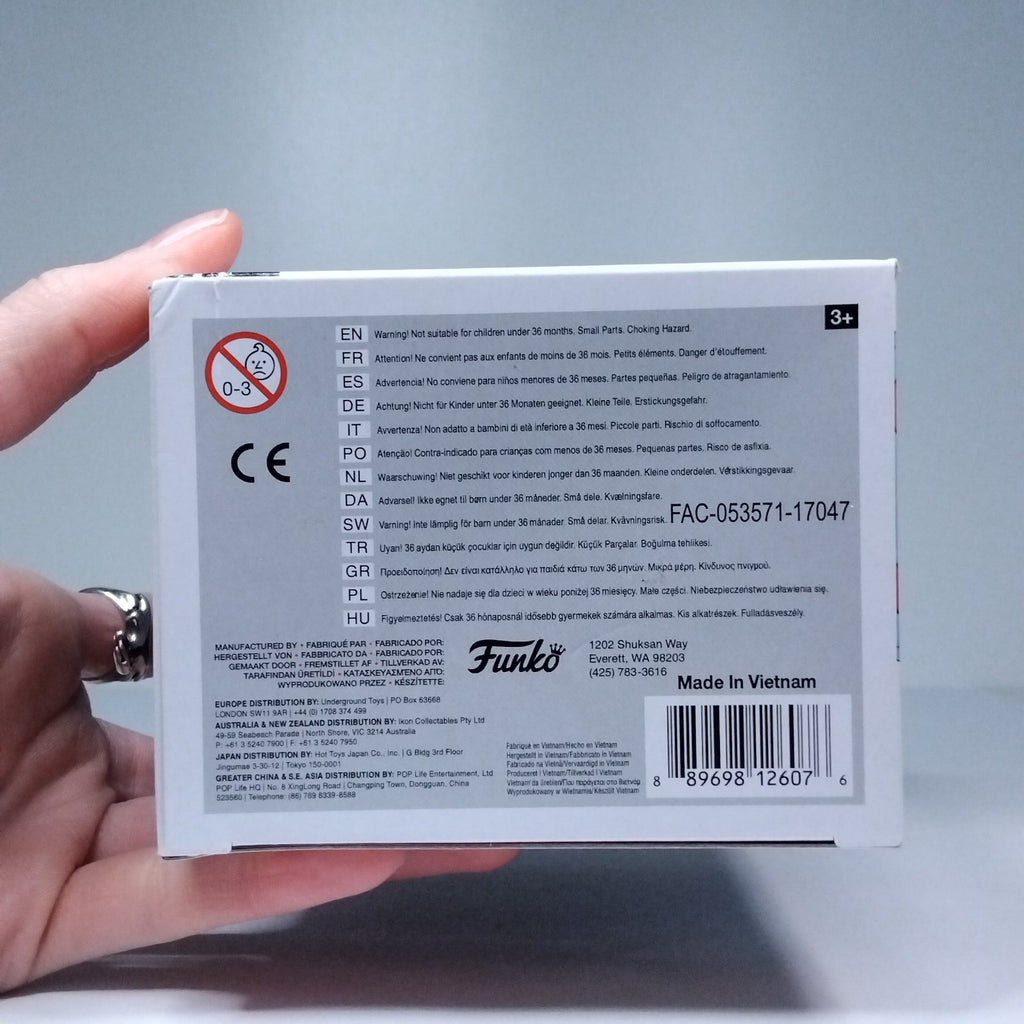 3+
0-3
EN Warning! Not suitable for children under 36 months. Small Parts. Choking Hazard.
FR Attention! Ne convient pas aux enfants de moins de 36 mois. Petits éléments. Danger d'étouffement.
ES Advertencia! No conviene para niños menores de 36 meses. Partes pequeñas. Peligro de atragantamiento.
DE Achtung! Nicht für Kinder unter 36 Monaten geeignet. Kleine Teile. Erstickungsgefahr.
IT Avvertenza! Non adatto a bambini di età inferiore a 36 mesi. Piccole parti. Rischio di soffocamento.
CE
PO Atenção! Contra-indicado para crianças com menos de 36 meses. Pequenas partes. Risco de asfixia.
NL Waarschuwing! Niet geschikt voor kinderen jonger dan 36 maanden. Kleine onderdelen. Verstikkingsgevaar.
DA Advarsel! Ikke egnet til børn under 36 måneder. Små dele. Kvælningsfare.
SW Varning! Inte lämplig för barn under 36 månader. Små delar. Kvävningsrisk.
FAC-053571-17047
TR Uyarı! 36 aydan küçük çocuklar için uygun değildir. Küçük Parçalar. Boğulma tehlikesi.
GR Προειδοποίηση! Δεν είναι κατάλληλο για παιδιά κάτω των 36 μηνών. Μικρά μέρη. Κίνδυνος πνιγμού.
PL Ostrzeżenie! Nie nadaje się dla dzieci w wieku poniżej 36 miesięcy. Małe części. Niebezpieczeństwo udławienia się.
HU Figyelmeztetés! Csak 36 hónaposnál idősebb gyermekek számára alkalmas. Kis alkatrészek. Fulladásveszély.
MANUFACTURED BY • FABRIQUÉ PAR • FABRICADO POR:
HERGESTELLT VON • FABBRICATO DA • FABRICADO POR:
GEMAAKT DOOR • FREMSTILLET AF • TILLVERKAD AV:
TARAFINDAN ÜRETİLDİ • ΚΑΤΑΣΚΕΥΑΣΜΕΝΟ ΑΠΟ:
WYPRODUKOWANO PRZEZ • KÉSZÍTETTE:
Funko
1202 Shuksan Way
Everett, WA 98203
(425) 783-3616
Made In Vietnam
EUROPE DISTRIBUTION BY: Underground Toys | PO Box 63668
LONDON SW11 9AR | +44 (0) 1708 374 499
AUSTRALIA & NEW ZEALAND DISTRIBUTION BY: Ikon Collectables Pty Ltd
49-59 Seabeach Parade | North Shore, VIC 3214 Australia
P: +61 3 5240 7900 | F: +61 3 5240 7950
JAPAN DISTRIBUTION BY: Hot Toys Japan Co., Inc. | G Bldg 3rd Floor
Jingumae 3-30-12 | Tokyo 150-0001
GREATER CHINA & S.E. ASIA DISTRIBUTION BY: POP Life Entertainment, Ltd
POP Life HQ | No. 8 XingLong Road | Changping Town, Dongguan, China
523560 | Telephone: (86) 769 8339-8588
Fabriqué en Vietnam/Hecho en Vietnam
Hergestellt in Vietnam/Fabbricato in Vietnam
Fabricado na Vietnã/Vervaardigd in Vietnam
Produceret i Vietnam/Tillverkad i Vietnam
Vietnam'da üretilen/Που παράγεται στο Βιετνάμ
Wyprodukowany w Wietnamie/Készült Vietnam
8 89698 12607 6